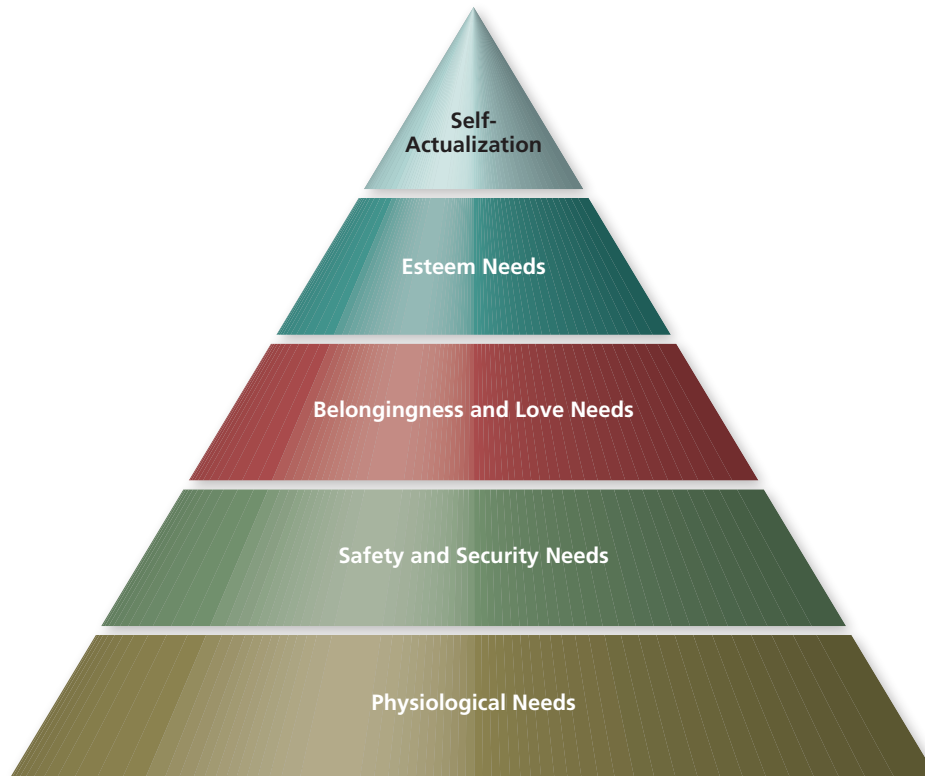 Self-
Actualization
Esteem Needs
Belongingness and Love Needs
Safety and Security Needs
Physiological Needs